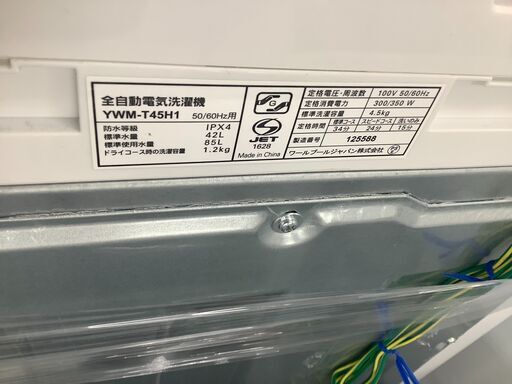 全自動電気洗濯機
YWM-T45H1 50/60Hz用
防水等級 IPX4
標準水量 42L
標準使用水量 85L
ドライコース時の洗濯容量 1.2kg
G
S
JET
1628
Made in China
定格電圧・周波数 100V 50/60Hz
定格消費電力 300/350 W
標準洗濯容量 4.5kg
定格時間 標準コース スピードコース 洗いのみ
34分 24分 15分
製造番号 125588
ワールプールジャパン株式会社 ㋐